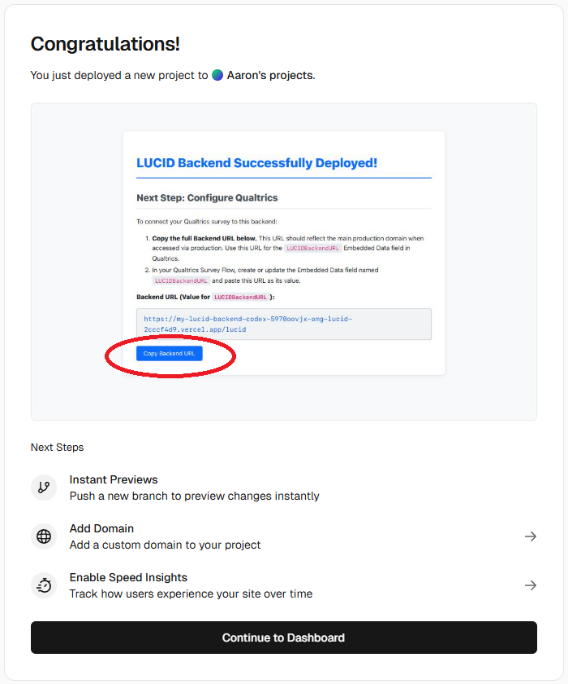 Congratulations!
You just deployed a new project to Aaron's projects.
LUCID Backend Successfully Deployed!
Next Step: Configure Qualtrics
To connect your Qualtrics survey to this backend:
1. Copy the full Backend URL below. This URL should reflect the main production domain when
accessed via production. Use this URL for the LUCIDBackendURL Embedded Data field in
Qualtrics.
2. In your Qualtrics Survey Flow, create or update the Embedded Data field named
LUCIDBackendURL and paste this URL as its value.
Backend URL (Value for LUCIDBackendURL):
https://my-lucid-backend-codex-5970oovjx-omg-lucid-
2cccf4d9.vercel.app/lucid
Copy Backend URL
Next Steps
Instant Previews
Push a new branch to preview changes instantly
Add Domain
Add a custom domain to your project
Enable Speed Insights
Track how users experience your site over time
Continue to Dashboard